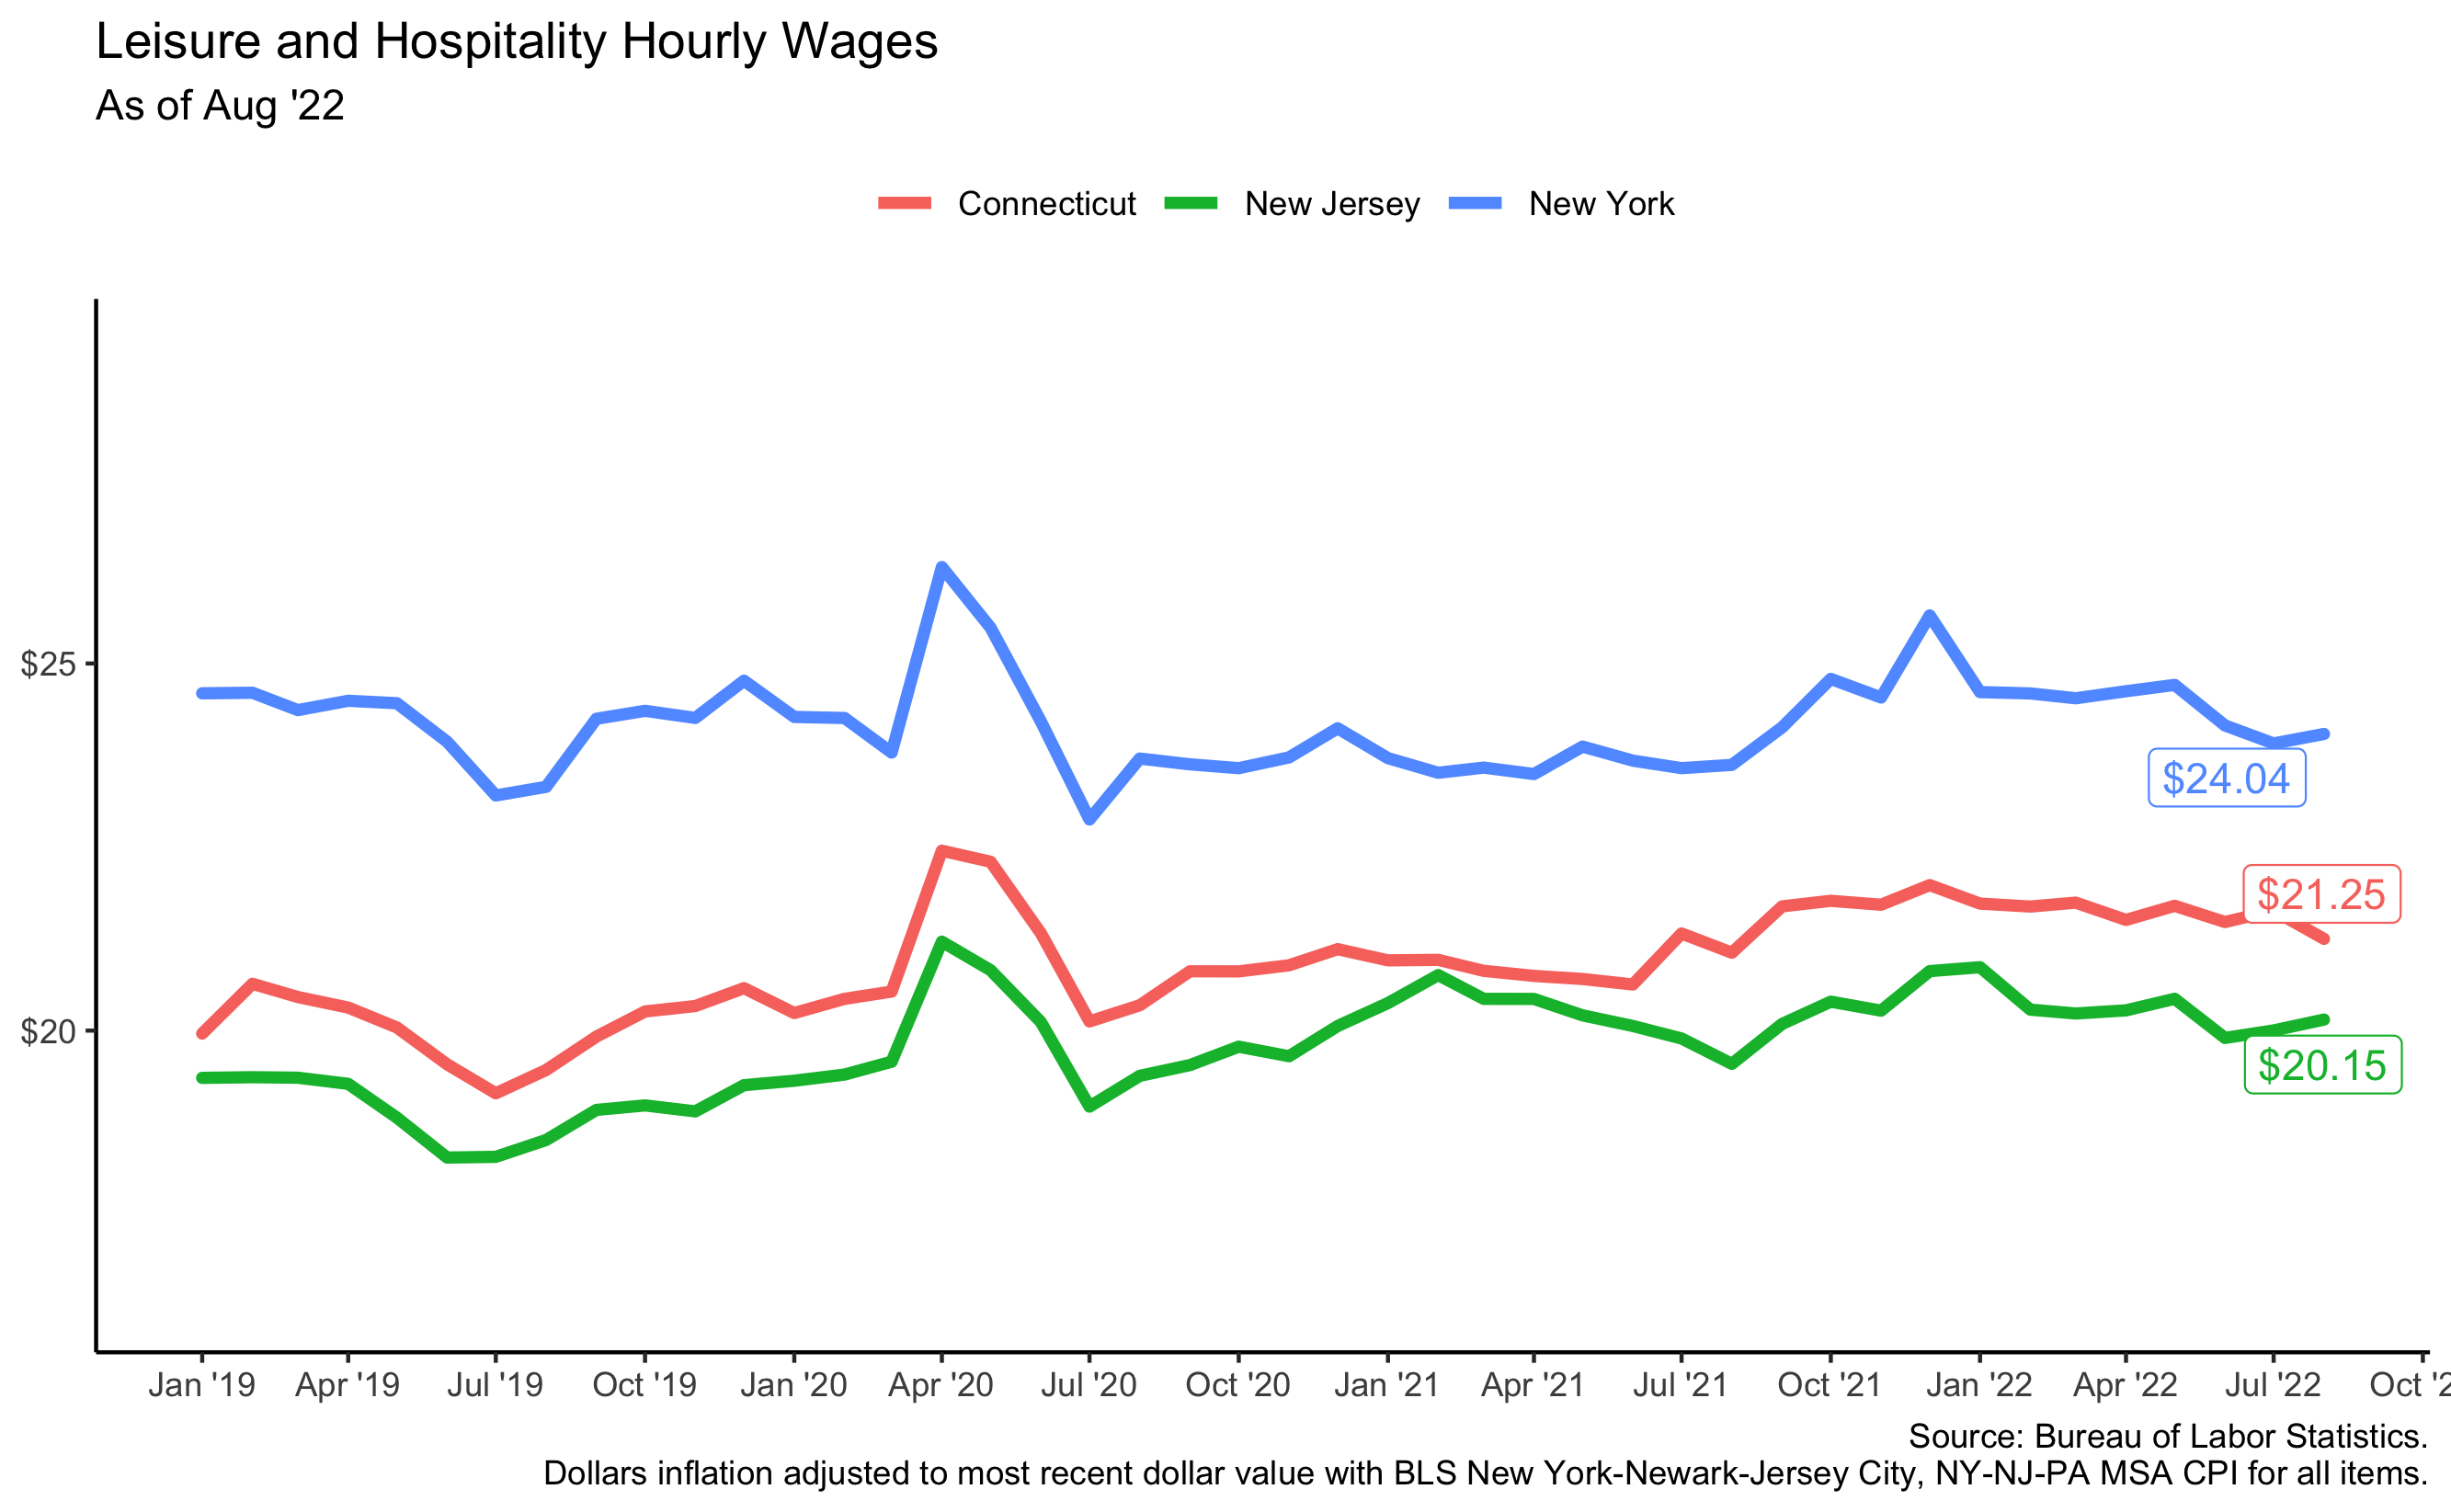 Leisure and Hospitality Hourly Wages
As of Aug '22
Connecticut New Jersey New York
$25
$20
$24.04
$21.25
$20.15
Jan '19 Apr '19 Jul '19 Oct '19 Jan '20 Apr '20 Jul '20 Oct '20 Jan '21 Apr '21 Jul '21 Oct '21 Jan '22 Apr '22 Jul '22 Oct '2
Source: Bureau of Labor Statistics.
Dollars inflation adjusted to most recent dollar value with BLS New York-Newark-Jersey City, NY-NJ-PA MSA CPI for all items.